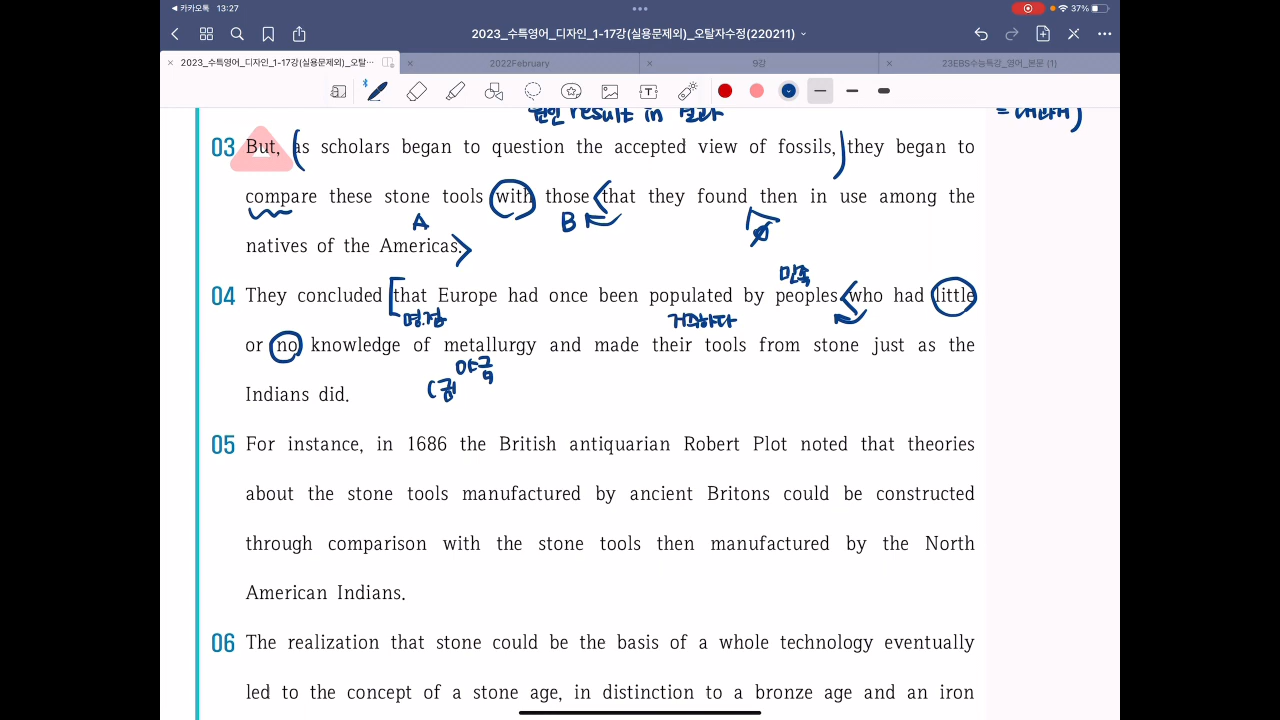 카카오톡 13:27
37%
2023_수특영어_디자인_1-17강(실용문제외)_오탈자수정(220211)
2023_수특영어_디자인_1-17강(실용문제외)_오탈···
2022February
9강
23EBS수능특강_영어_본문 (1)
원인 result in 결과
03 But, as scholars began to question the accepted view of fossils, they began to
compare these stone tools with those that they found then in use among the
A B
natives of the Americas.
민족
04 They concluded that Europe had once been populated by peoples who had little
명.접 거주하다
or no knowledge of metallurgy and made their tools from stone just as the
야금
Indians did.
05 For instance, in 1686 the British antiquarian Robert Plot noted that theories
about the stone tools manufactured by ancient Britons could be constructed
through comparison with the stone tools then manufactured by the North
American Indians.
06 The realization that stone could be the basis of a whole technology eventually
led to the concept of a stone age, in distinction to a bronze age and an iron